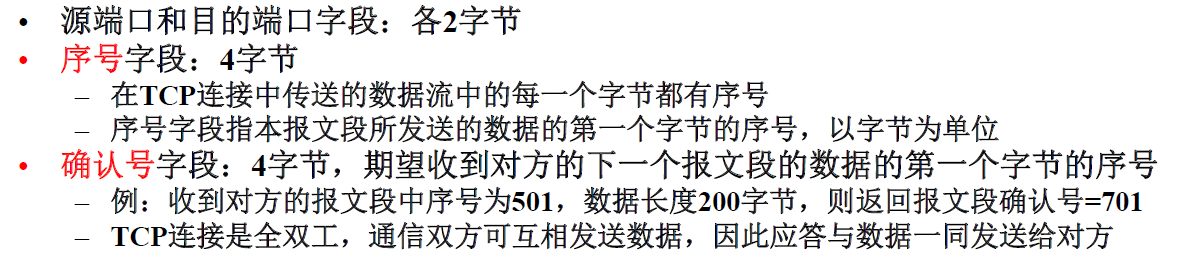 • 源端口和目的端口字段：各2字节
• 序号字段：4字节
– 在TCP连接中传送的数据流中的每一个字节都有序号
– 序号字段指本报文段所发送的数据的第一个字节的序号，以字节为单位
• 确认号字段：4字节，期望收到对方的下一个报文段的数据的第一个字节的序号
– 例：收到对方的报文段中序号为501，数据长度200字节，则返回报文段确认号=701
– TCP连接是全双工，通信双方可互相发送数据，因此应答与数据一同发送给对方